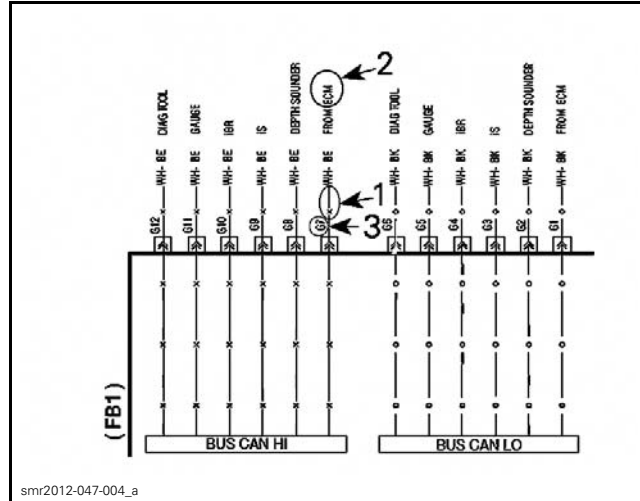 2
DIAG TOOL
GAUGE
IBR
IS
DEPTH SOUNDER
FROM ECM
DIAG TOOL
GAUGE
IBR
IS
DEPTH SOUNDER
FROM ECM
WH- BE
WH- BE
WH- BE
WH- BE
WH- BE
WH- BE
WH- BK
WH- BK
WH- BK
WH- BK
WH- BK
WH- BK
1
3
G12
G11
G10
G9
G8
G7
G6
G5
G4
G3
G2
G1
(FB1)
BUS CAN HI
BUS CAN LO
smr2012-047-004_a